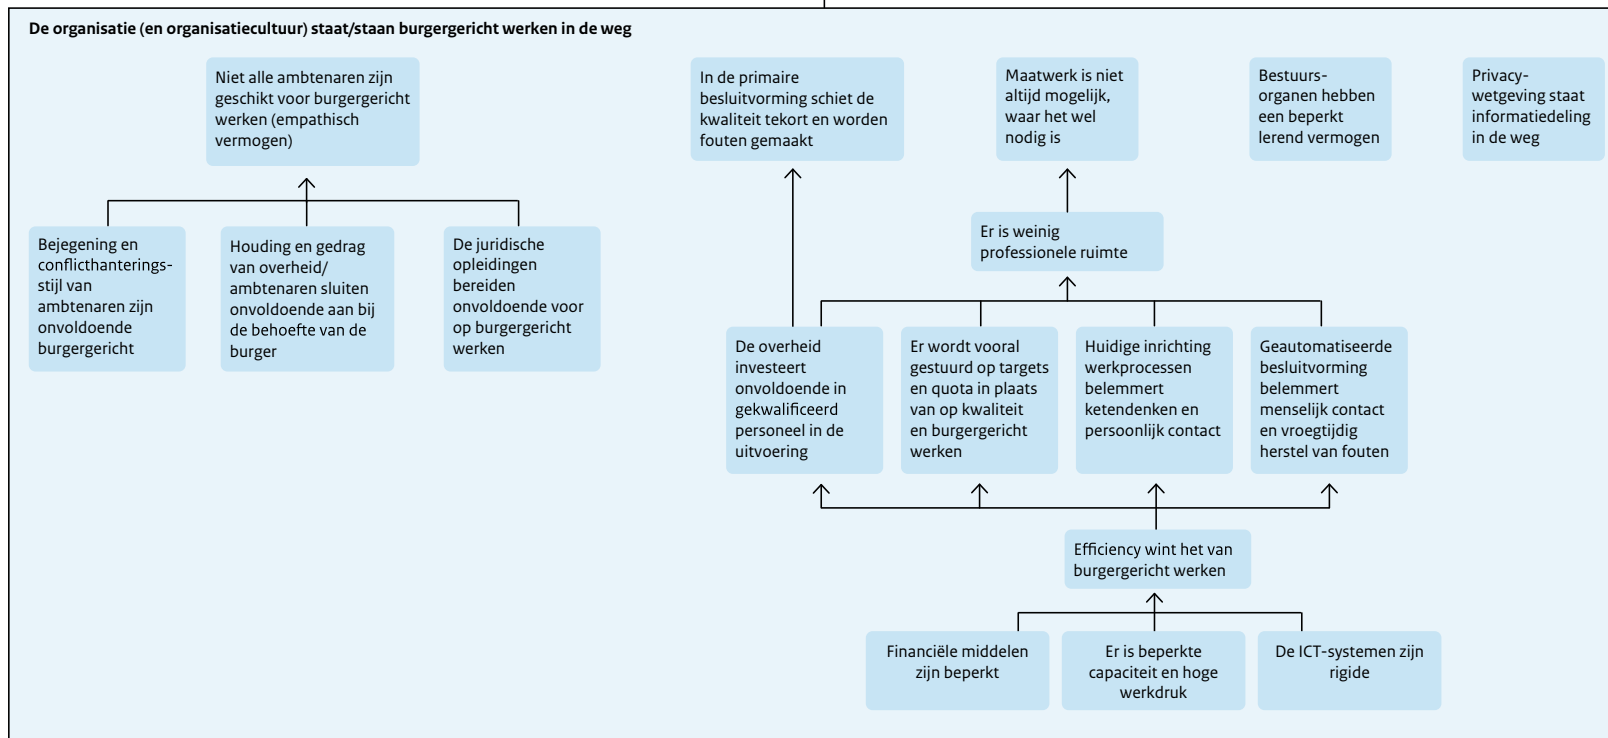 De organisatie (en organisatiecultuur) staat/staan burgergericht werken in de weg
Niet alle ambtenaren zijn
geschikt voor burgergericht
werken (empathisch
vermogen)
In de primaire
besluitvorming schiet de
kwaliteit tekort en worden
fouten gemaakt
Maatwerk is niet
altijd mogelijk,
waar het wel
nodig is
Bestuurs-
organen hebben
een beperkt
lerend vermogen
Privacy-
wetgeving staat
informatiedeling
in de weg
Er is weinig
professionele ruimte
Bejegening en
conflicthanterings-
stijl van
ambtenaren zijn
onvoldoende
burgergericht
Houding en gedrag
van overheid/
ambtenaren sluiten
onvoldoende aan bij
de behoefte van de
burger
De juridische
opleidingen
bereiden
onvoldoende voor
op burgergericht
werken
De overheid
investeert
onvoldoende in
gekwalificeerd
personeel in de
uitvoering
Er wordt vooral
gestuurd op targets
en quota in plaats
van op kwaliteit
en burgergericht
werken
Huidige inrichting
werkprocessen
belemmert
ketendenken en
persoonlijk contact
Geautomatiseerde
besluitvorming
belemmert
menselijk contact
en vroegtijdig
herstel van fouten
Efficiency wint het van
burgergericht werken
Financiële middelen
zijn beperkt
Er is beperkte
capaciteit en hoge
werkdruk
De ICT-systemen zijn
rigide